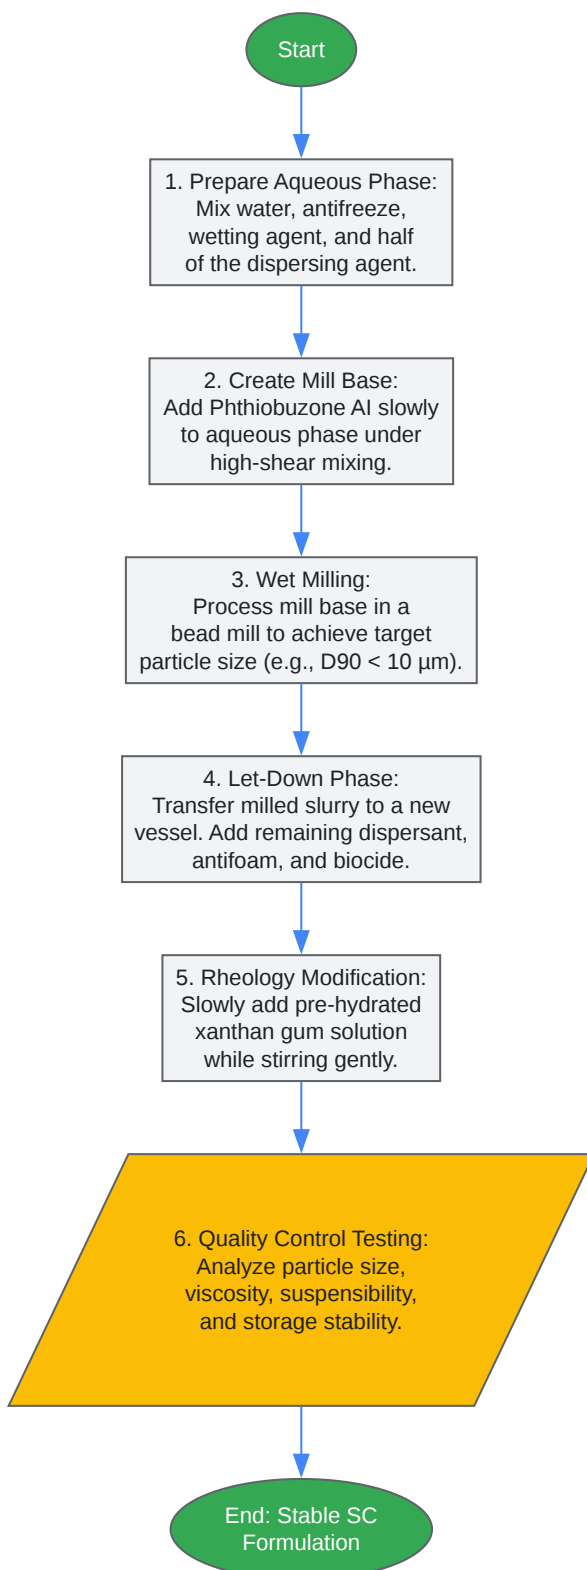 Start
1. Prepare Aqueous Phase:
Mix water, antifreeze,
wetting agent, and half
of the dispersing agent.
2. Create Mill Base:
Add Phthiobuzone AI slowly
to aqueous phase under
high-shear mixing.
3. Wet Milling:
Process mill base in a
bead mill to achieve target
particle size (e.g., D90 < 10 µm).
4. Let-Down Phase:
Transfer milled slurry to a new
vessel. Add remaining dispersant,
antifoam, and biocide.
5. Rheology Modification:
Slowly add pre-hydrated
xanthan gum solution
while stirring gently.
6. Quality Control Testing:
Analyze particle size,
viscosity, suspensibility,
and storage stability.
End: Stable SC
Formulation